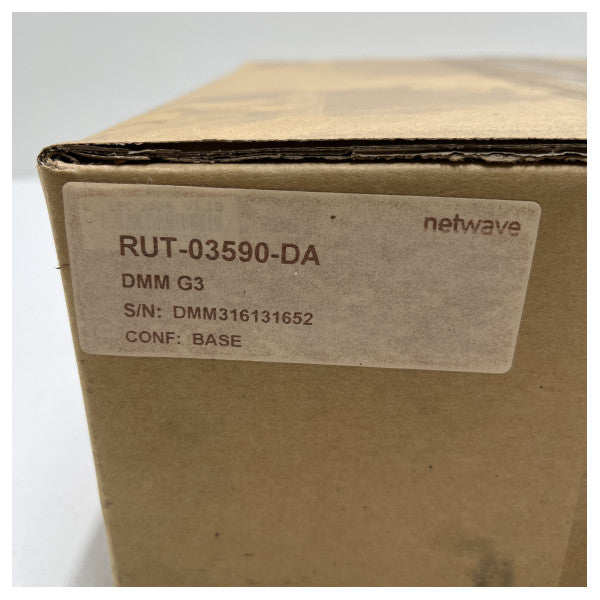 netwave
RUT-03590-DA
DMM G3
S/N: DMM316131652
CONF: BASE